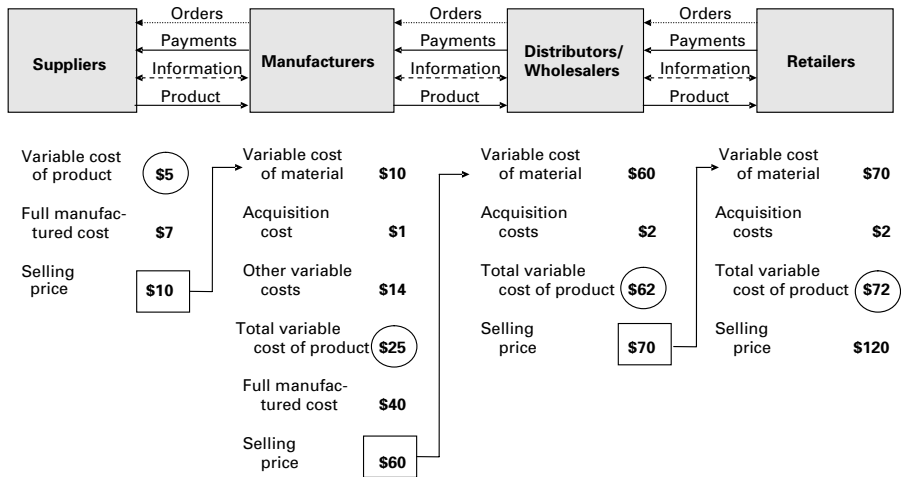 Orders
Payments
Information
Product
Orders
Payments
Information
Product
Orders
Payments
Information
Product
Suppliers
Manufacturers
Distributors/
Wholesalers
Retailers
Variable cost
of product $5
Full manufac-
tured cost $7
Selling
price $10
Variable cost
of material $10
Acquisition
cost $1
Other variable
costs $14
Total variable
cost of product $25
Full manufac-
tured cost $40
Selling
price $60
Variable cost
of material $60
Acquisition
costs $2
Total variable
cost of product $62
Selling
price $70
Variable cost
of material $70
Acquisition
costs $2
Total variable
cost of product $72
Selling
price $120